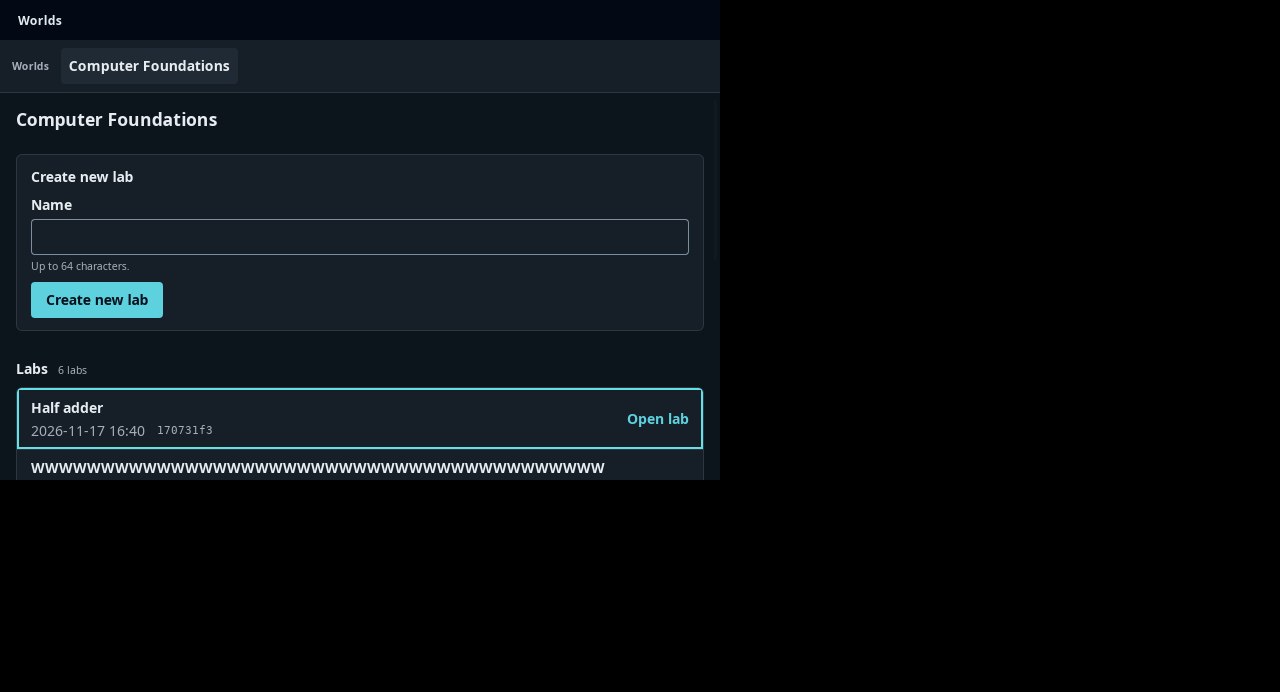 Worlds
Worlds Computer Foundations
Computer Foundations
Create new lab
Name
Up to 64 characters.
Create new lab
Labs 6 labs
Half adder
Open lab
2026-11-17 16:40 170731f3